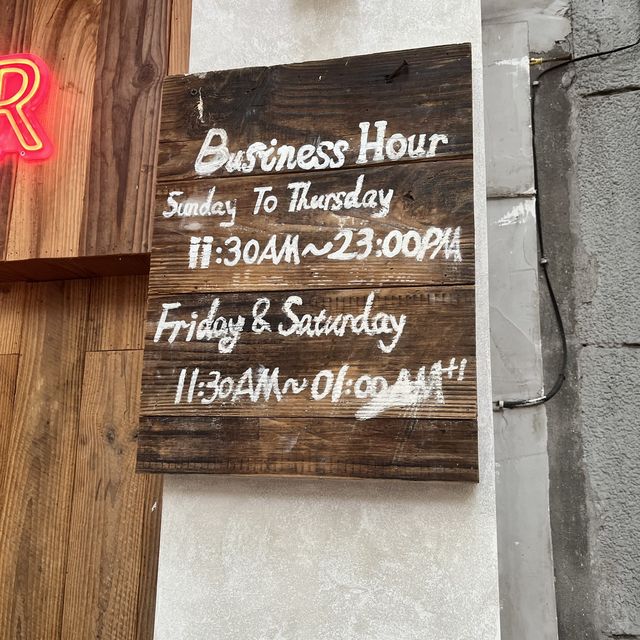 R
Business Hour
Sunday To Thursday
11:30AM~23:00PM
Friday & Saturday
11:30AM~01:00AM+1